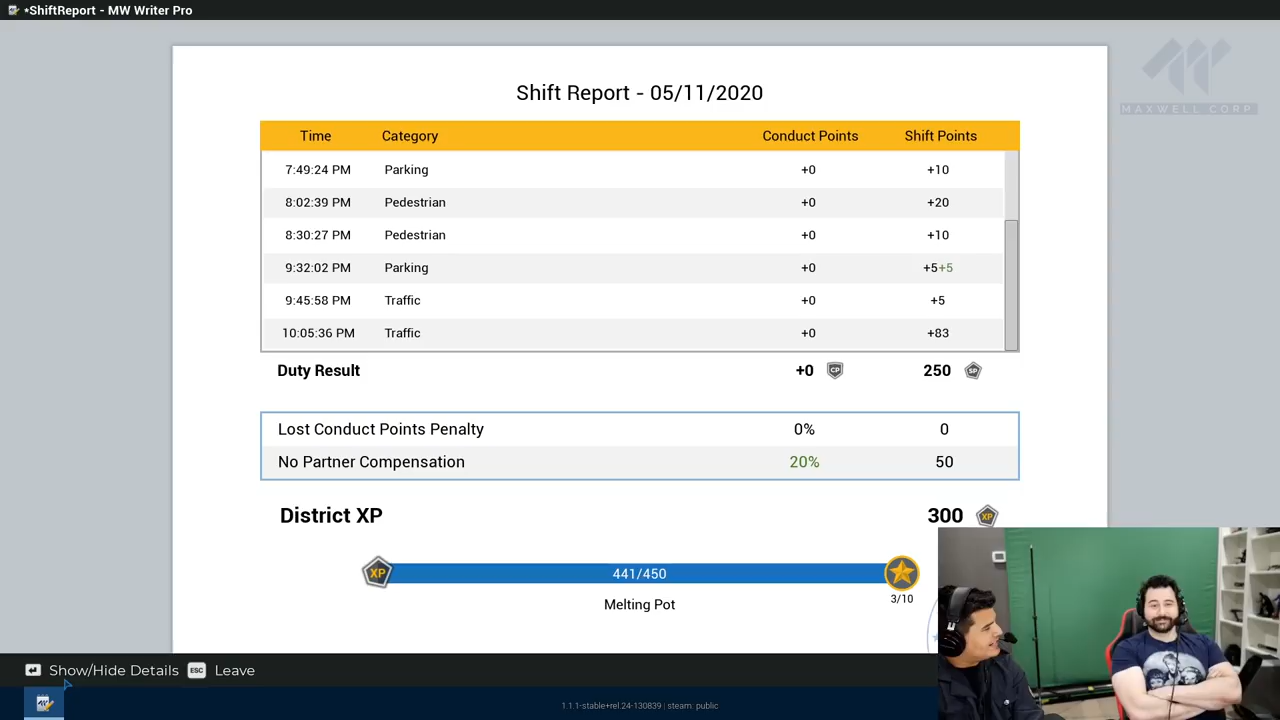 *ShiftReport - MW Writer Pro
MAXWELL CORP
Shift Report - 05/11/2020
Time Category Conduct Points Shift Points
7:49:24 PM Parking +0 +10
8:02:39 PM Pedestrian +0 +20
8:30:27 PM Pedestrian +0 +10
9:32:02 PM Parking +0 +5+5
9:45:58 PM Traffic +0 +5
10:05:36 PM Traffic +0 +83
Duty Result +0 CP 250 SP
Lost Conduct Points Penalty 0% 0
No Partner Compensation 20% 50
District XP 300 XP
XP 441/450
3/10
Melting Pot
Show/Hide Details ESC Leave
1.1.1-stable+rel.24-130839 | steam: public